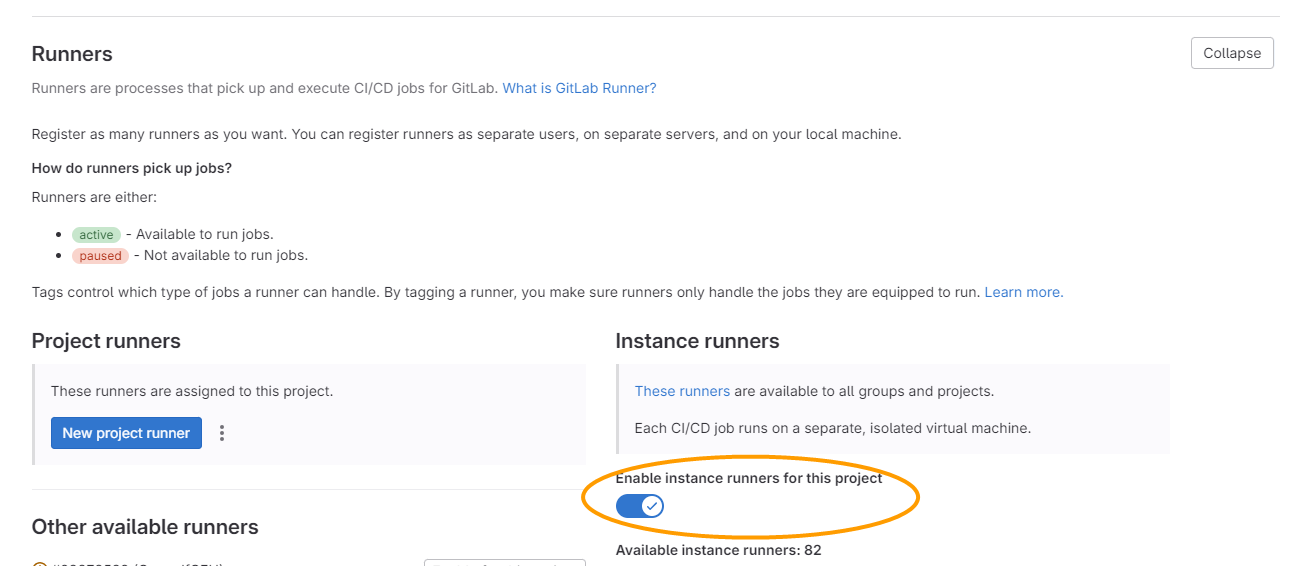 Runners
Collapse
Runners are processes that pick up and execute CI/CD jobs for GitLab. What is GitLab Runner?
Register as many runners as you want. You can register runners as separate users, on separate servers, and on your local machine.
How do runners pick up jobs?
Runners are either:
active - Available to run jobs.
paused - Not available to run jobs.
Tags control which type of jobs a runner can handle. By tagging a runner, you make sure runners only handle the jobs they are equipped to run. Learn more.
Project runners
These runners are assigned to this project.
New project runner
Other available runners
Instance runners
These runners are available to all groups and projects.
Each CI/CD job runs on a separate, isolated virtual machine.
Enable instance runners for this project
Available instance runners: 82